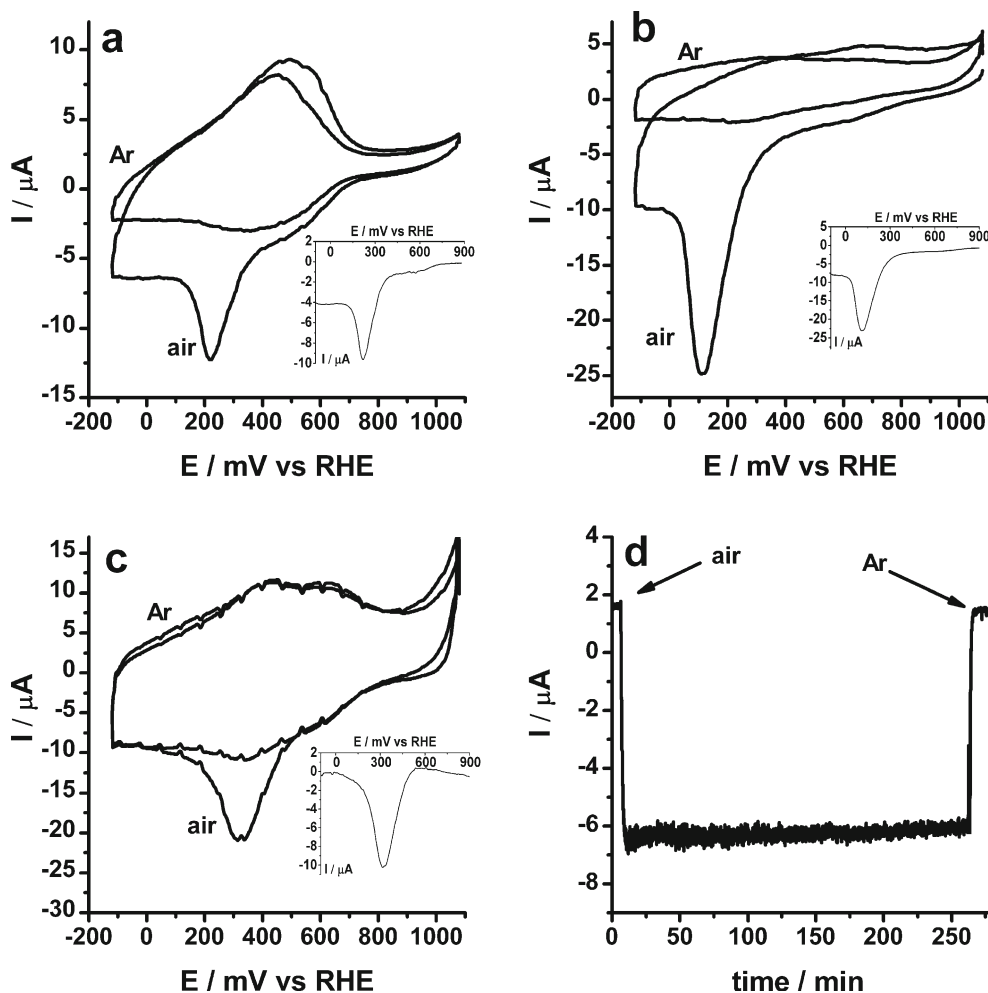 a
10
5
0
-5
-10
-15
I / μA
Ar
air
-200 0 200 400 600 800 1000
E / mV vs RHE
E / mV vs RHE
0 300 600 900
2
0
-2
-4
-6
-8
-10
I / μA
b
5
0
-5
-10
-15
-20
-25
I / μA
Ar
air
-200 0 200 400 600 800 1000
E / mV vs RHE
E / mV vs RHE
0 300 600 900
5
0
-5
-10
-15
-20
-25
I / μA
c
15
10
5
0
-5
-10
-15
-20
-25
-30
I / μA
Ar
air
-200 0 200 400 600 800 1000
E / mV vs RHE
E / mV vs RHE
0 300 600 900
2
0
-2
-4
-6
-8
-10
I / μA
d
4
2
0
-2
-4
-6
-8
I / μA
air
Ar
0 50 100 150 200 250
time / min